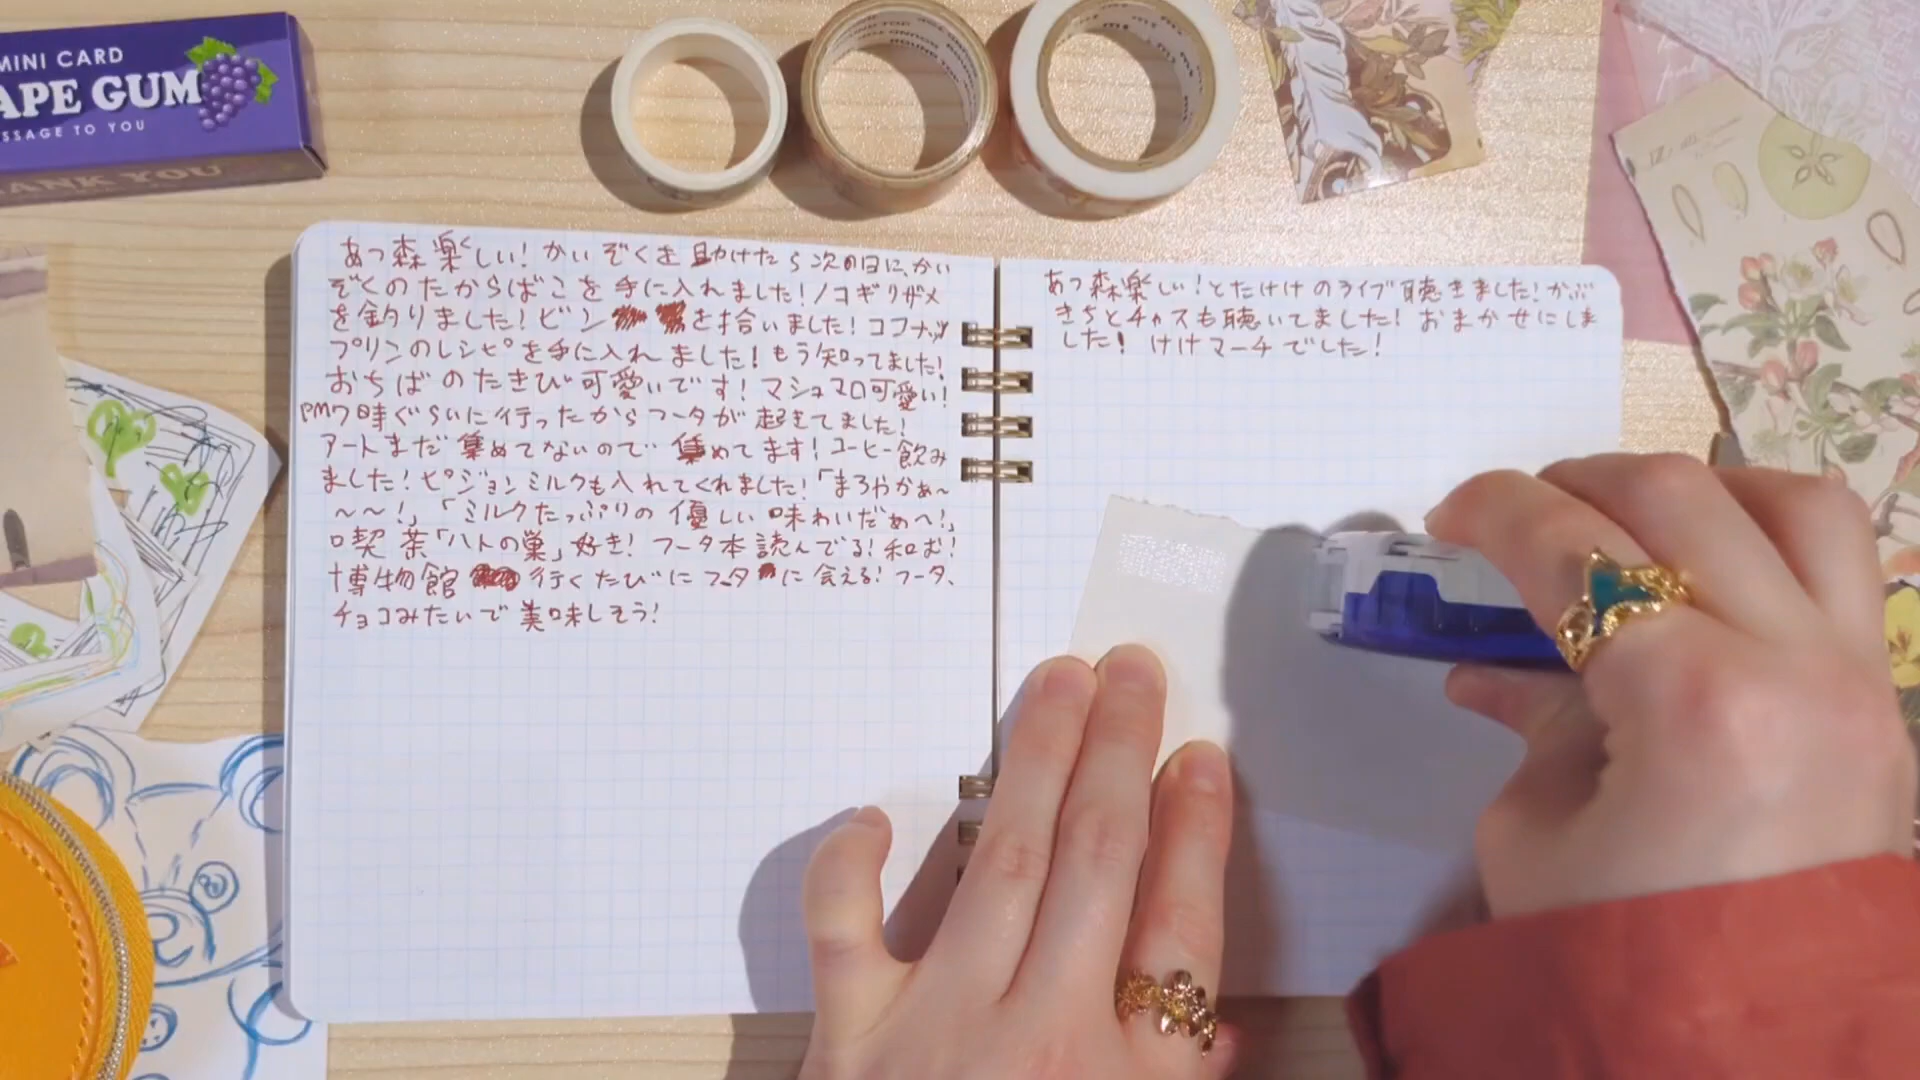 MINI CARD
APE GUM
SSAGE TO YOU
ANK YOU
あつ森楽しい!かいぞくを助けたら次の日に、かい
ぞくのたからばこを手に入れました!ノコギリザメ
を釣りました!ビン を拾いました!ココナッツ
プリンのレシピを手に入れました!もう知ってました!
おちばのたきび可愛いです!マシュマロ可愛い!
PM7時ぐらいに行ったからフータが起きてました!
アートまだ集めてないので集めてます!コーヒー飲み
ました!ピジョンミルクも入れてくれました!「まろやかぁ~
~~!」「ミルクたっぷりの優しい味わいだぬへ!」
口喫茶「ハトの巣」好き!フータ本読んでる!和む!
博物館 行くたびにフータに会える!フータ、
チョコみたいで美味しそう!
あつ森楽しい!とたけけのライブ聴きました!かぶ
きちとチャスも聴いてました!おまかせにしま
した!けけマーチでした!